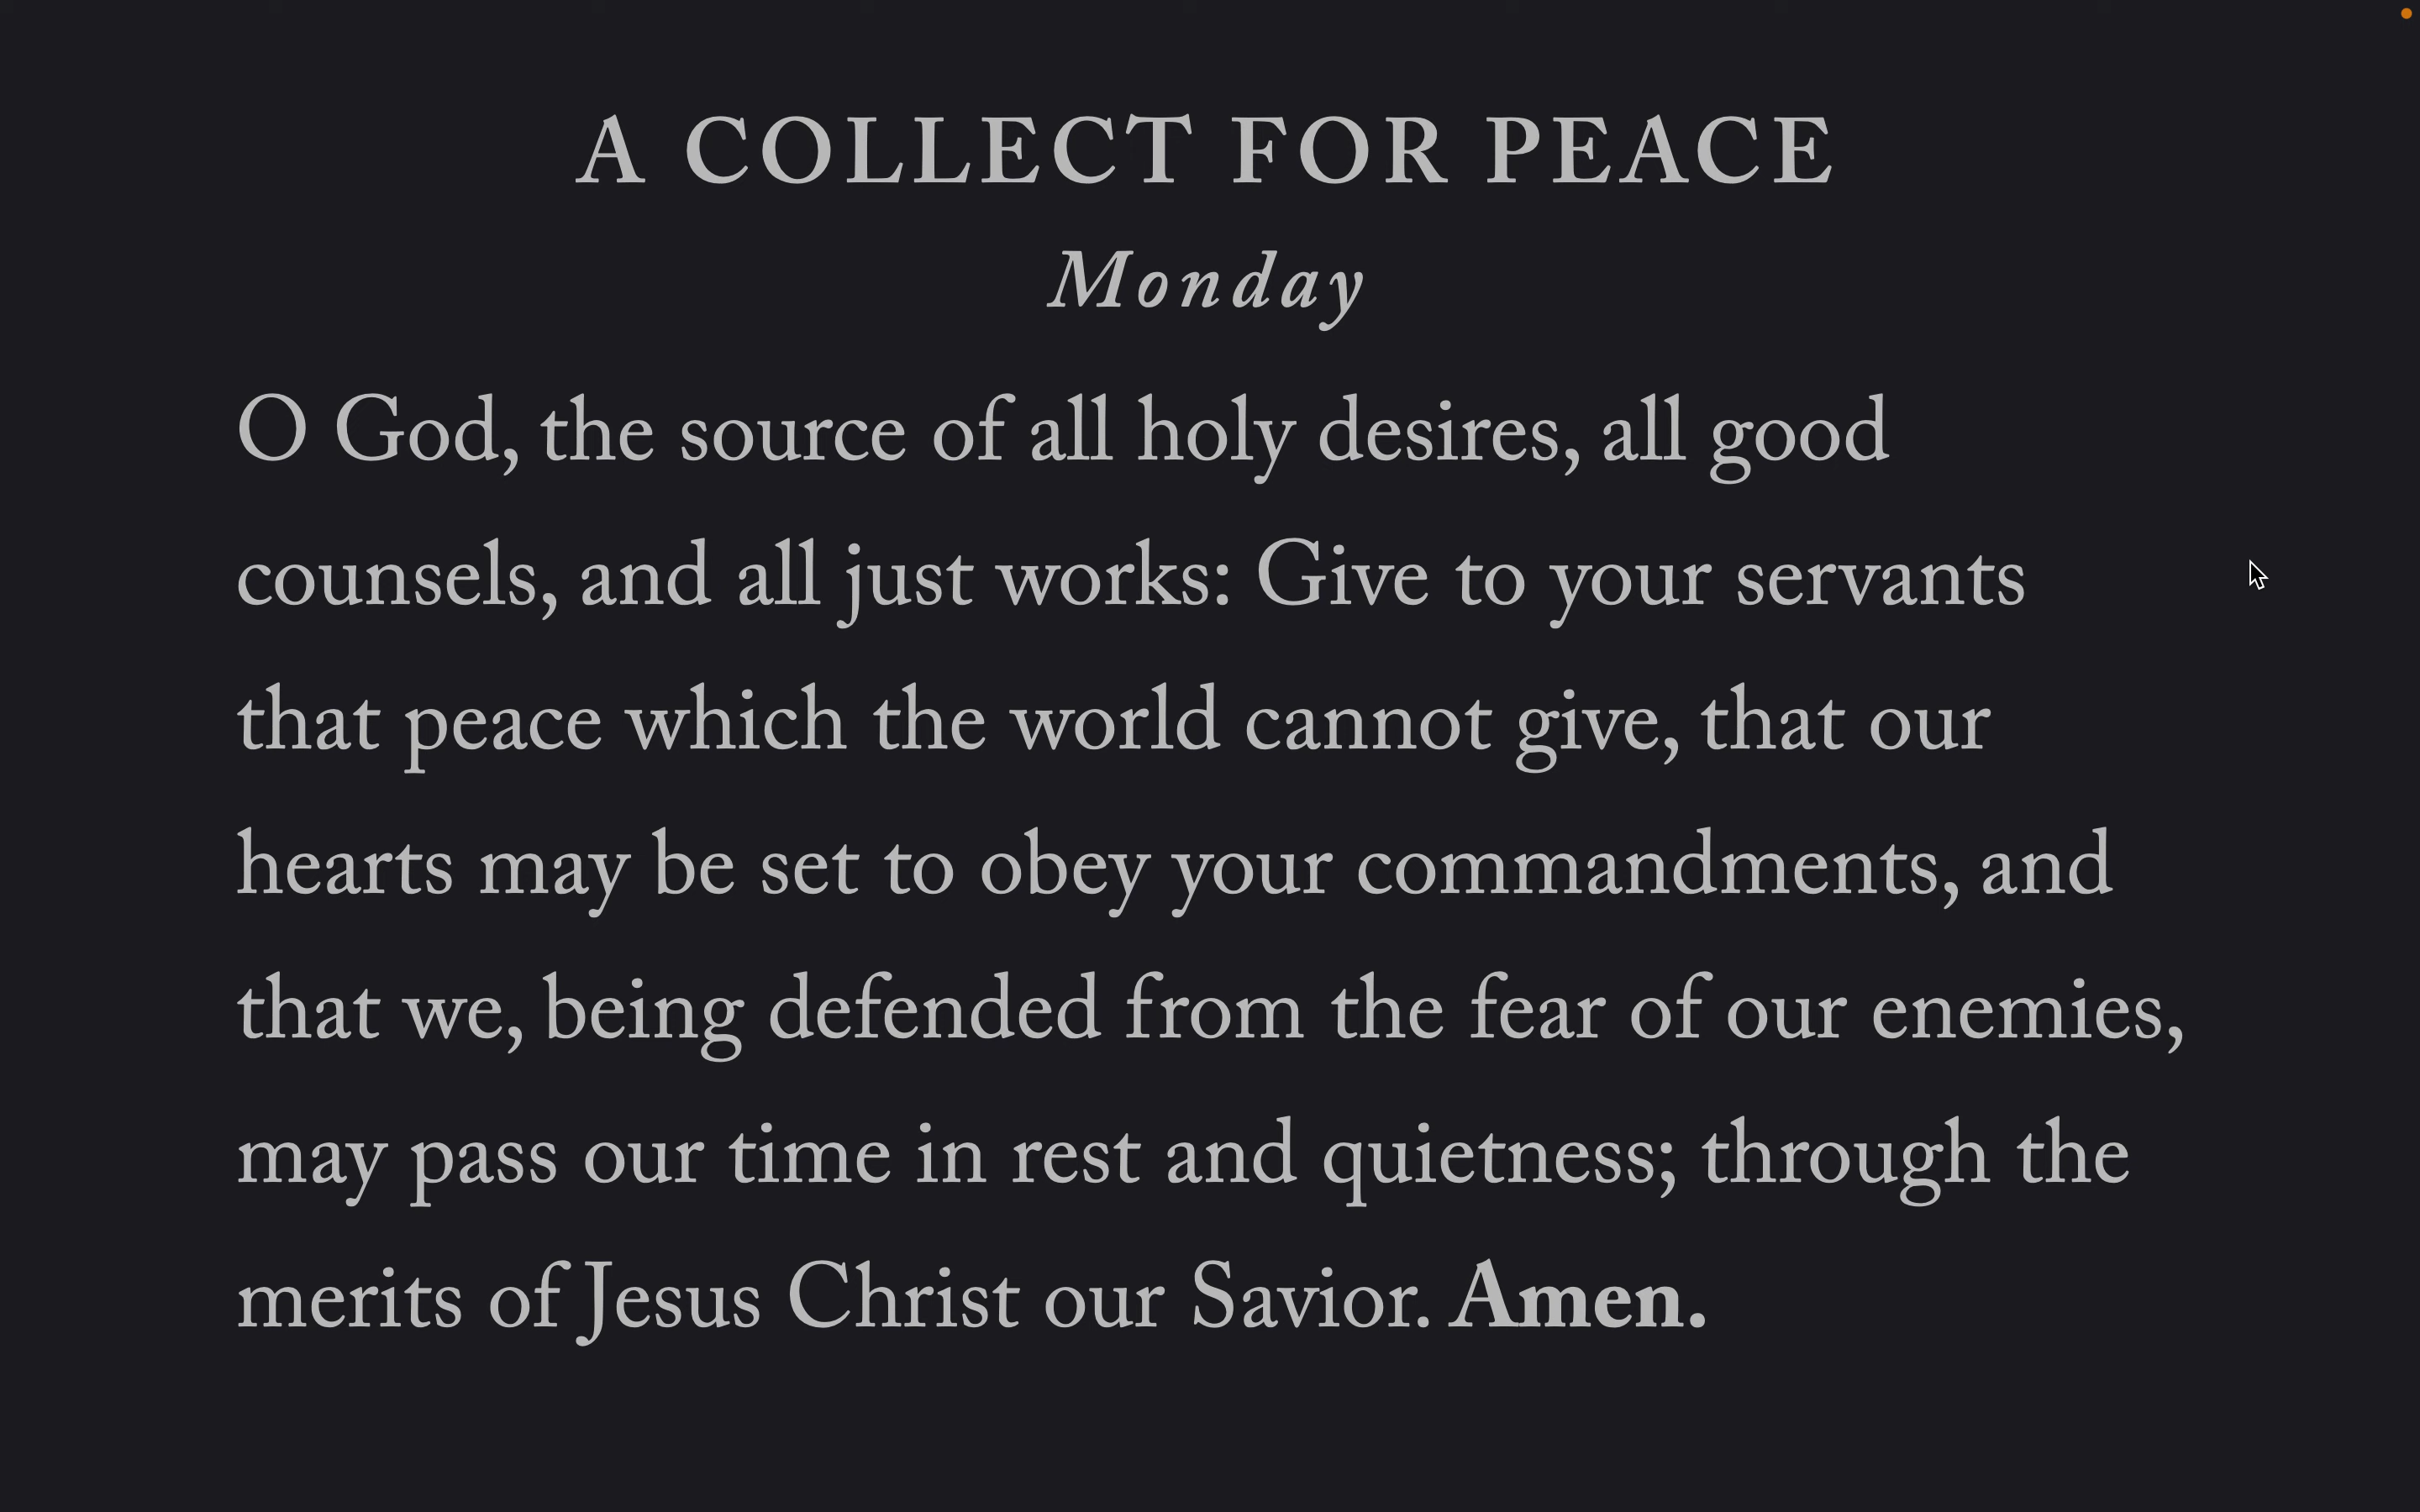 A COLLECT FOR PEACE
Monday
O God, the source of all holy desires, all good
counsels, and all just works: Give to your servants
that peace which the world cannot give, that our
hearts may be set to obey your commandments, and
that we, being defended from the fear of our enemies,
may pass our time in rest and quietness; through the
merits of Jesus Christ our Savior. Amen.